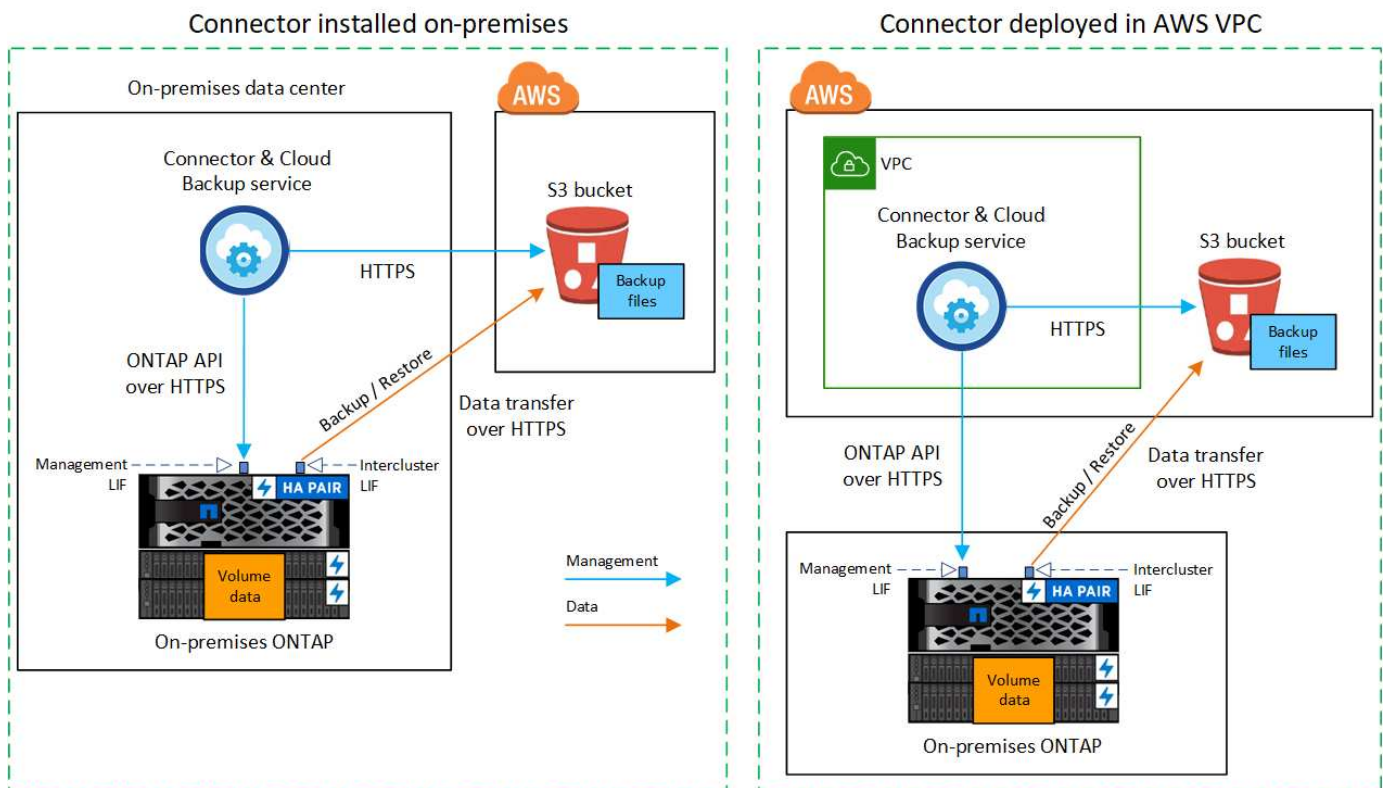 Connector installed on-premises
On-premises data center
AWS
Connector & Cloud
Backup service
S3 bucket
HTTPS
Backup
files
ONTAP API
over HTTPS
Backup / Restore
Data transfer
over HTTPS
Management
LIF
Intercluster
LIF
HA PAIR
Volume
data
On-premises ONTAP
Management
Data
Connector deployed in AWS VPC
AWS
VPC
Connector & Cloud
Backup service
S3 bucket
HTTPS
Backup
files
ONTAP API
over HTTPS
Backup / Restore
Data transfer
over HTTPS
Management
LIF
Intercluster
LIF
HA PAIR
Volume
data
On-premises ONTAP